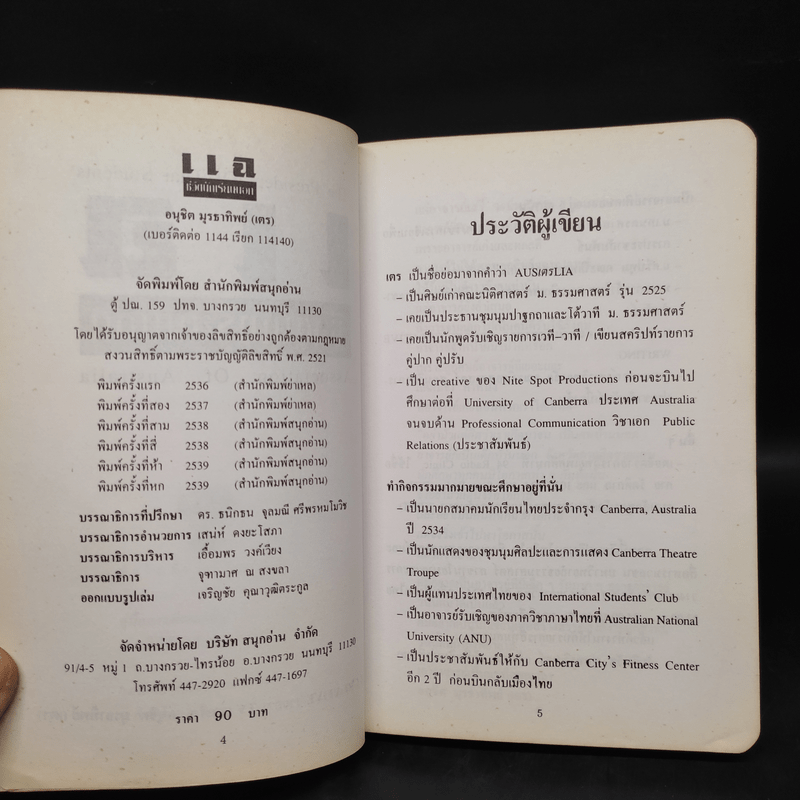 แฉ
ชีวิตนักเรียนนอก
อนุชิต มุรธาทิพย์ (เตร)
(เบอร์ติดต่อ 1144 เรียก 114140)
จัดพิมพ์โดย สำนักพิมพ์สนุกอ่าน
ตู้ ปณ. 159 ปทจ. บางกรวย นนทบุรี 11130
โดยได้รับอนุญาตจากเจ้าของลิขสิทธิ์อย่างถูกต้องตามกฎหมาย
สงวนสิทธิ์ตามพระราชบัญญัติลิขสิทธิ์ พ.ศ. 2521
พิมพ์ครั้งแรก 2536 (สำนักพิมพ์ย่าเหล)
พิมพ์ครั้งที่สอง 2537 (สำนักพิมพ์ย่าเหล)
พิมพ์ครั้งที่สาม 2538 (สำนักพิมพ์สนุกอ่าน)
พิมพ์ครั้งที่สี่ 2538 (สำนักพิมพ์สนุกอ่าน)
พิมพ์ครั้งที่ห้า 2539 (สำนักพิมพ์สนุกอ่าน)
พิมพ์ครั้งที่หก 2539 (สำนักพิมพ์สนุกอ่าน)
บรรณาธิการที่ปรึกษา ดร. ธนิกธน จุลมณี ศรีพรหมโมวิช
บรรณาธิการอำนวยการ เสน่ห์ คงยะโสภา
บรรณาธิการบริหาร เอื้อมพร วงค์เวียง
บรรณาธิการ จุฑามาศ ณ สงขลา
ออกแบบรูปเล่ม เจริญชัย คุณาวุฒิตระกูล
จัดจำหน่ายโดย บริษัท สนุกอ่าน จำกัด
91/4-5 หมู่ 1 ถ.บางกรวย-ไทรน้อย อ.บางกรวย นนทบุรี 11130
โทรศัพท์ 447-2920 แฟกซ์ 447-1697
ราคา 90 บาท
4
ประวัติผู้เขียน
เตร เป็นชื่อย่อมาจากคำว่า AUS/เตรLIA
– เป็นศิษย์เก่าคณะนิติศาสตร์ ม. ธรรมศาสตร์ รุ่น 2525
– เคยเป็นประธานชุมนุมปาฐกถาและโต้วาที ม. ธรรมศาสตร์
– เคยเป็นนักพูดรับเชิญรายการเวที–วาที / เขียนสคริปท์รายการ
คู่ปาก คู่ปรับ
– เป็น creative ของ Nite Spot Productions ก่อนจะบินไป
ศึกษาต่อที่ University of Canberra ประเทศ Australia
จนจบด้าน Professional Communication วิชาเอก Public
Relations (ประชาสัมพันธ์)
ทำกิจกรรมมากมายขณะศึกษาอยู่ที่นั่น
– เป็นนายกสมาคมนักเรียนไทยประจำกรุง Canberra, Australia
ปี 2534
– เป็นนักแสดงของชุมนุมศิลปะและการแสดง Canberra Theatre
Troupe
– เป็นผู้แทนประเทศไทยของ International Students' Club
– เป็นอาจารย์รับเชิญของภาควิชาภาษาไทยที่ Australian National
University (ANU)
– เป็นประชาสัมพันธ์ให้กับ Canberra City's Fitness Center
อีก 2 ปี ก่อนบินกลับเมืองไทย
5